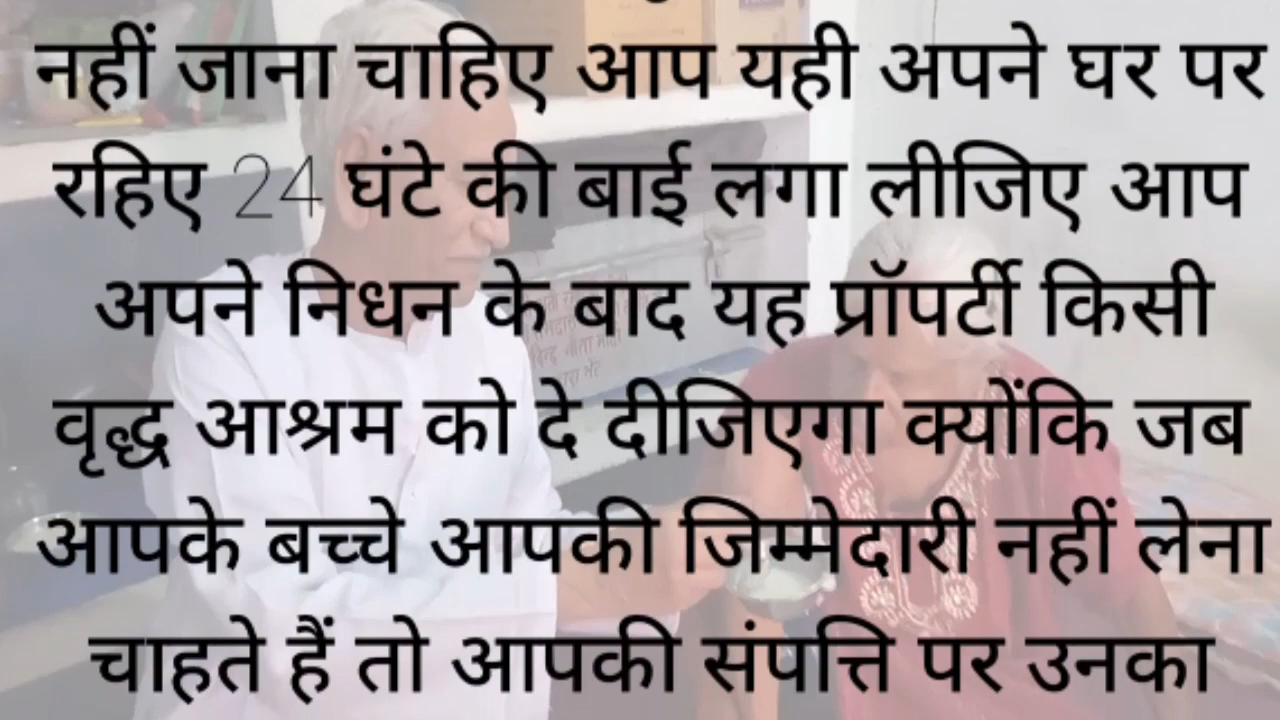 नहीं जाना चाहिए आप यही अपने घर पर
रहिए 24 घंटे की बाई लगा लीजिए आप
अपने निधन के बाद यह प्रॉपर्टी किसी
वृद्ध आश्रम को दे दीजिएगा क्योंकि जब
आपके बच्चे आपकी जिम्मेदारी नहीं लेना
चाहते हैं तो आपकी संपत्ति पर उनका